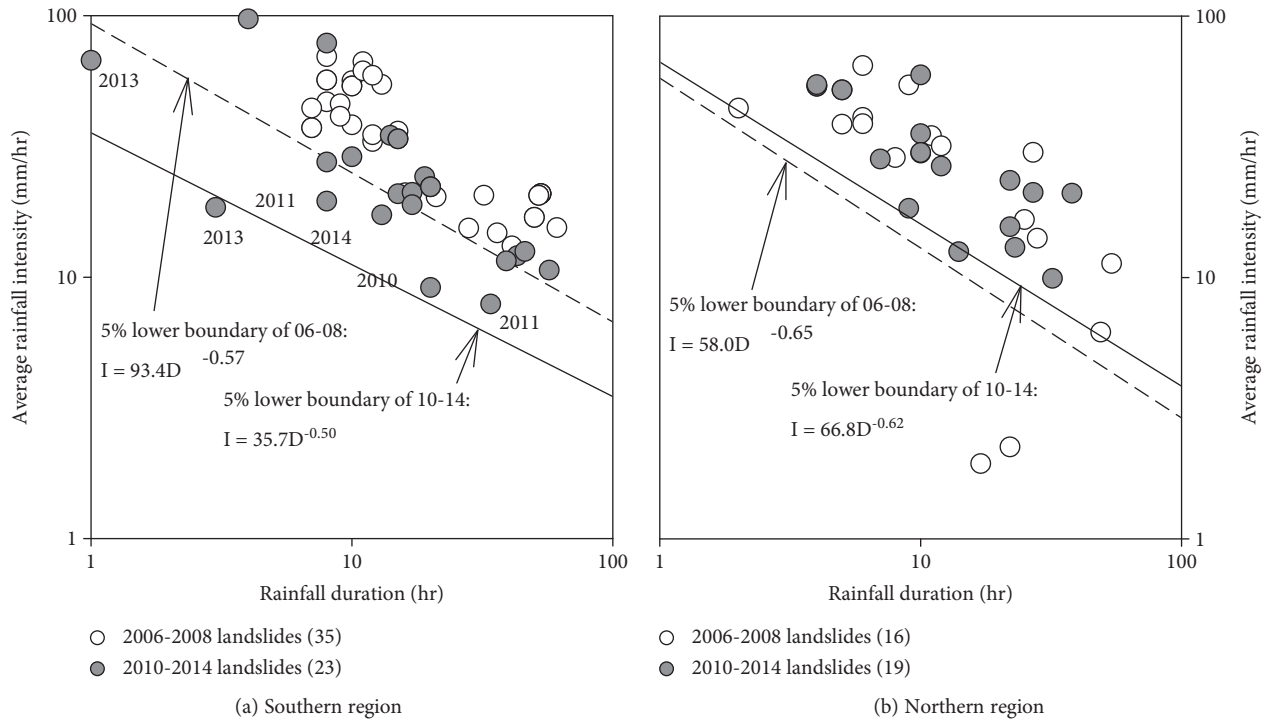 100
10
1
Average rainfall intensity (mm/hr)
2013
2013
2011
2014
2010
2011
5% lower boundary of 06-08:
I = 93.4D -0.57
5% lower boundary of 10-14:
I = 35.7D-0.50
1 10 100
Rainfall duration (hr)
2006-2008 landslides (35)
2010-2014 landslides (23)
(a) Southern region
5% lower boundary of 06-08:
I = 58.0D -0.65
5% lower boundary of 10-14:
I = 66.8D-0.62
100
10
1
Average rainfall intensity (mm/hr)
1 10 100
Rainfall duration (hr)
2006-2008 landslides (16)
2010-2014 landslides (19)
(b) Northern region